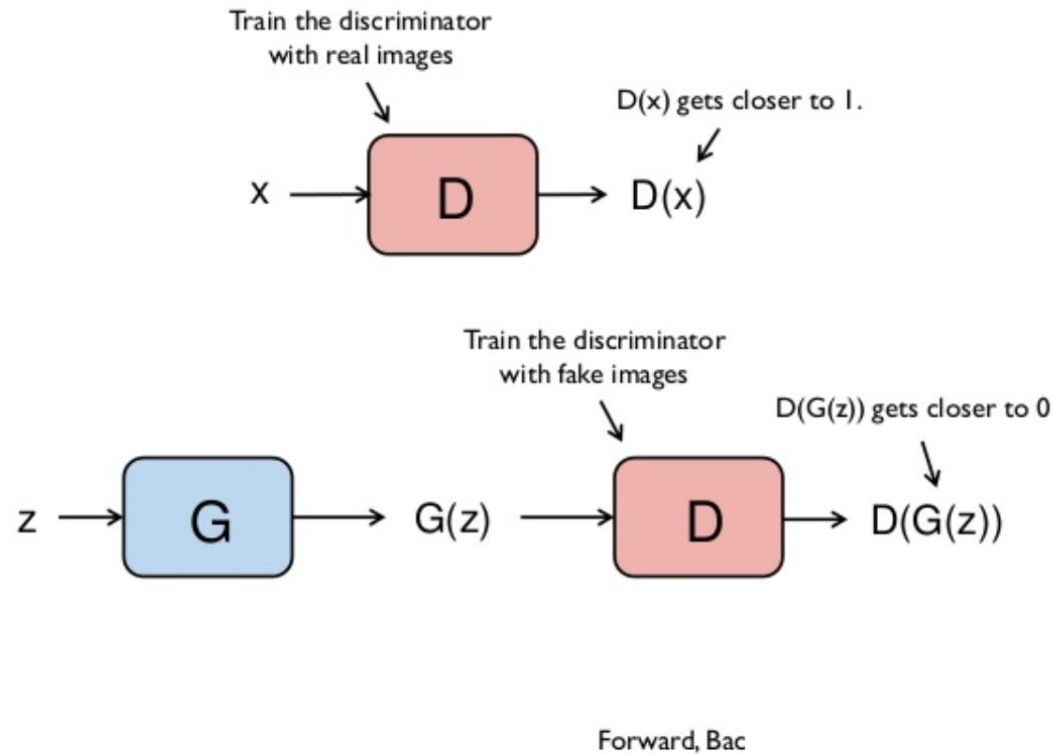 Train the discriminator
with real images
D(x) gets closer to 1.
x
D
D(x)
Train the discriminator
with fake images
D(G(z)) gets closer to 0
z
G
G(z)
D
D(G(z))
Forward, Bac